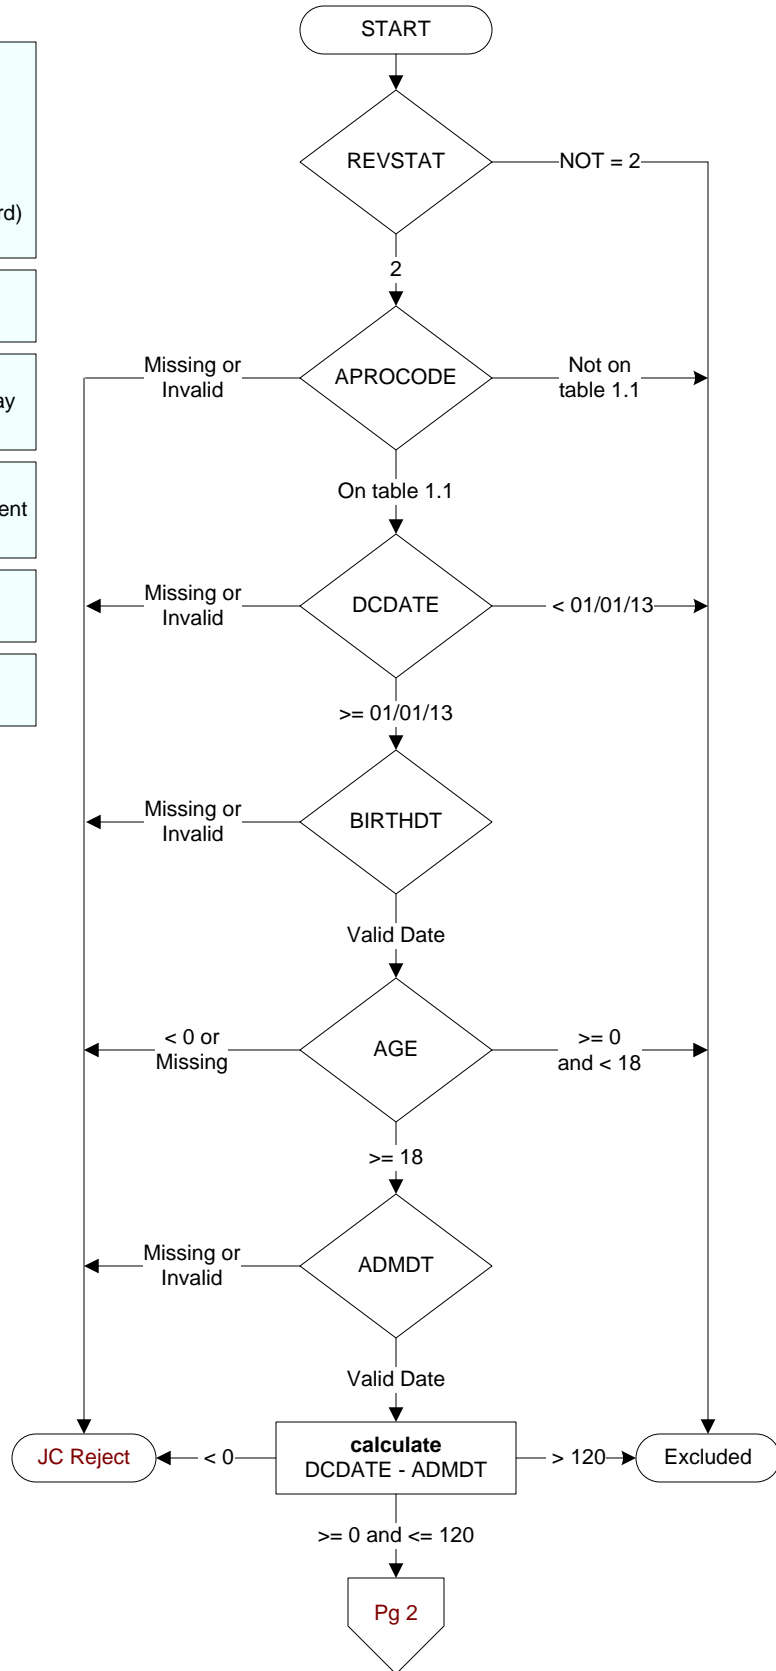 START
rd)
REVSTAT
NOT = 2
2
Missing or
Invalid
APROCODE
Not on
table 1.1
ay
On table 1.1
ent
Missing or
Invalid
DCDATE
< 01/01/13
>= 01/01/13
Missing or
Invalid
BIRTHDT
Valid Date
< 0 or
Missing
AGE
>= 0
and < 18
>= 18
Missing or
Invalid
ADMDT
Valid Date
JC Reject
< 0
calculate
DCDATE - ADMDT
> 120
Excluded
>= 0 and <= 120
Pg 2